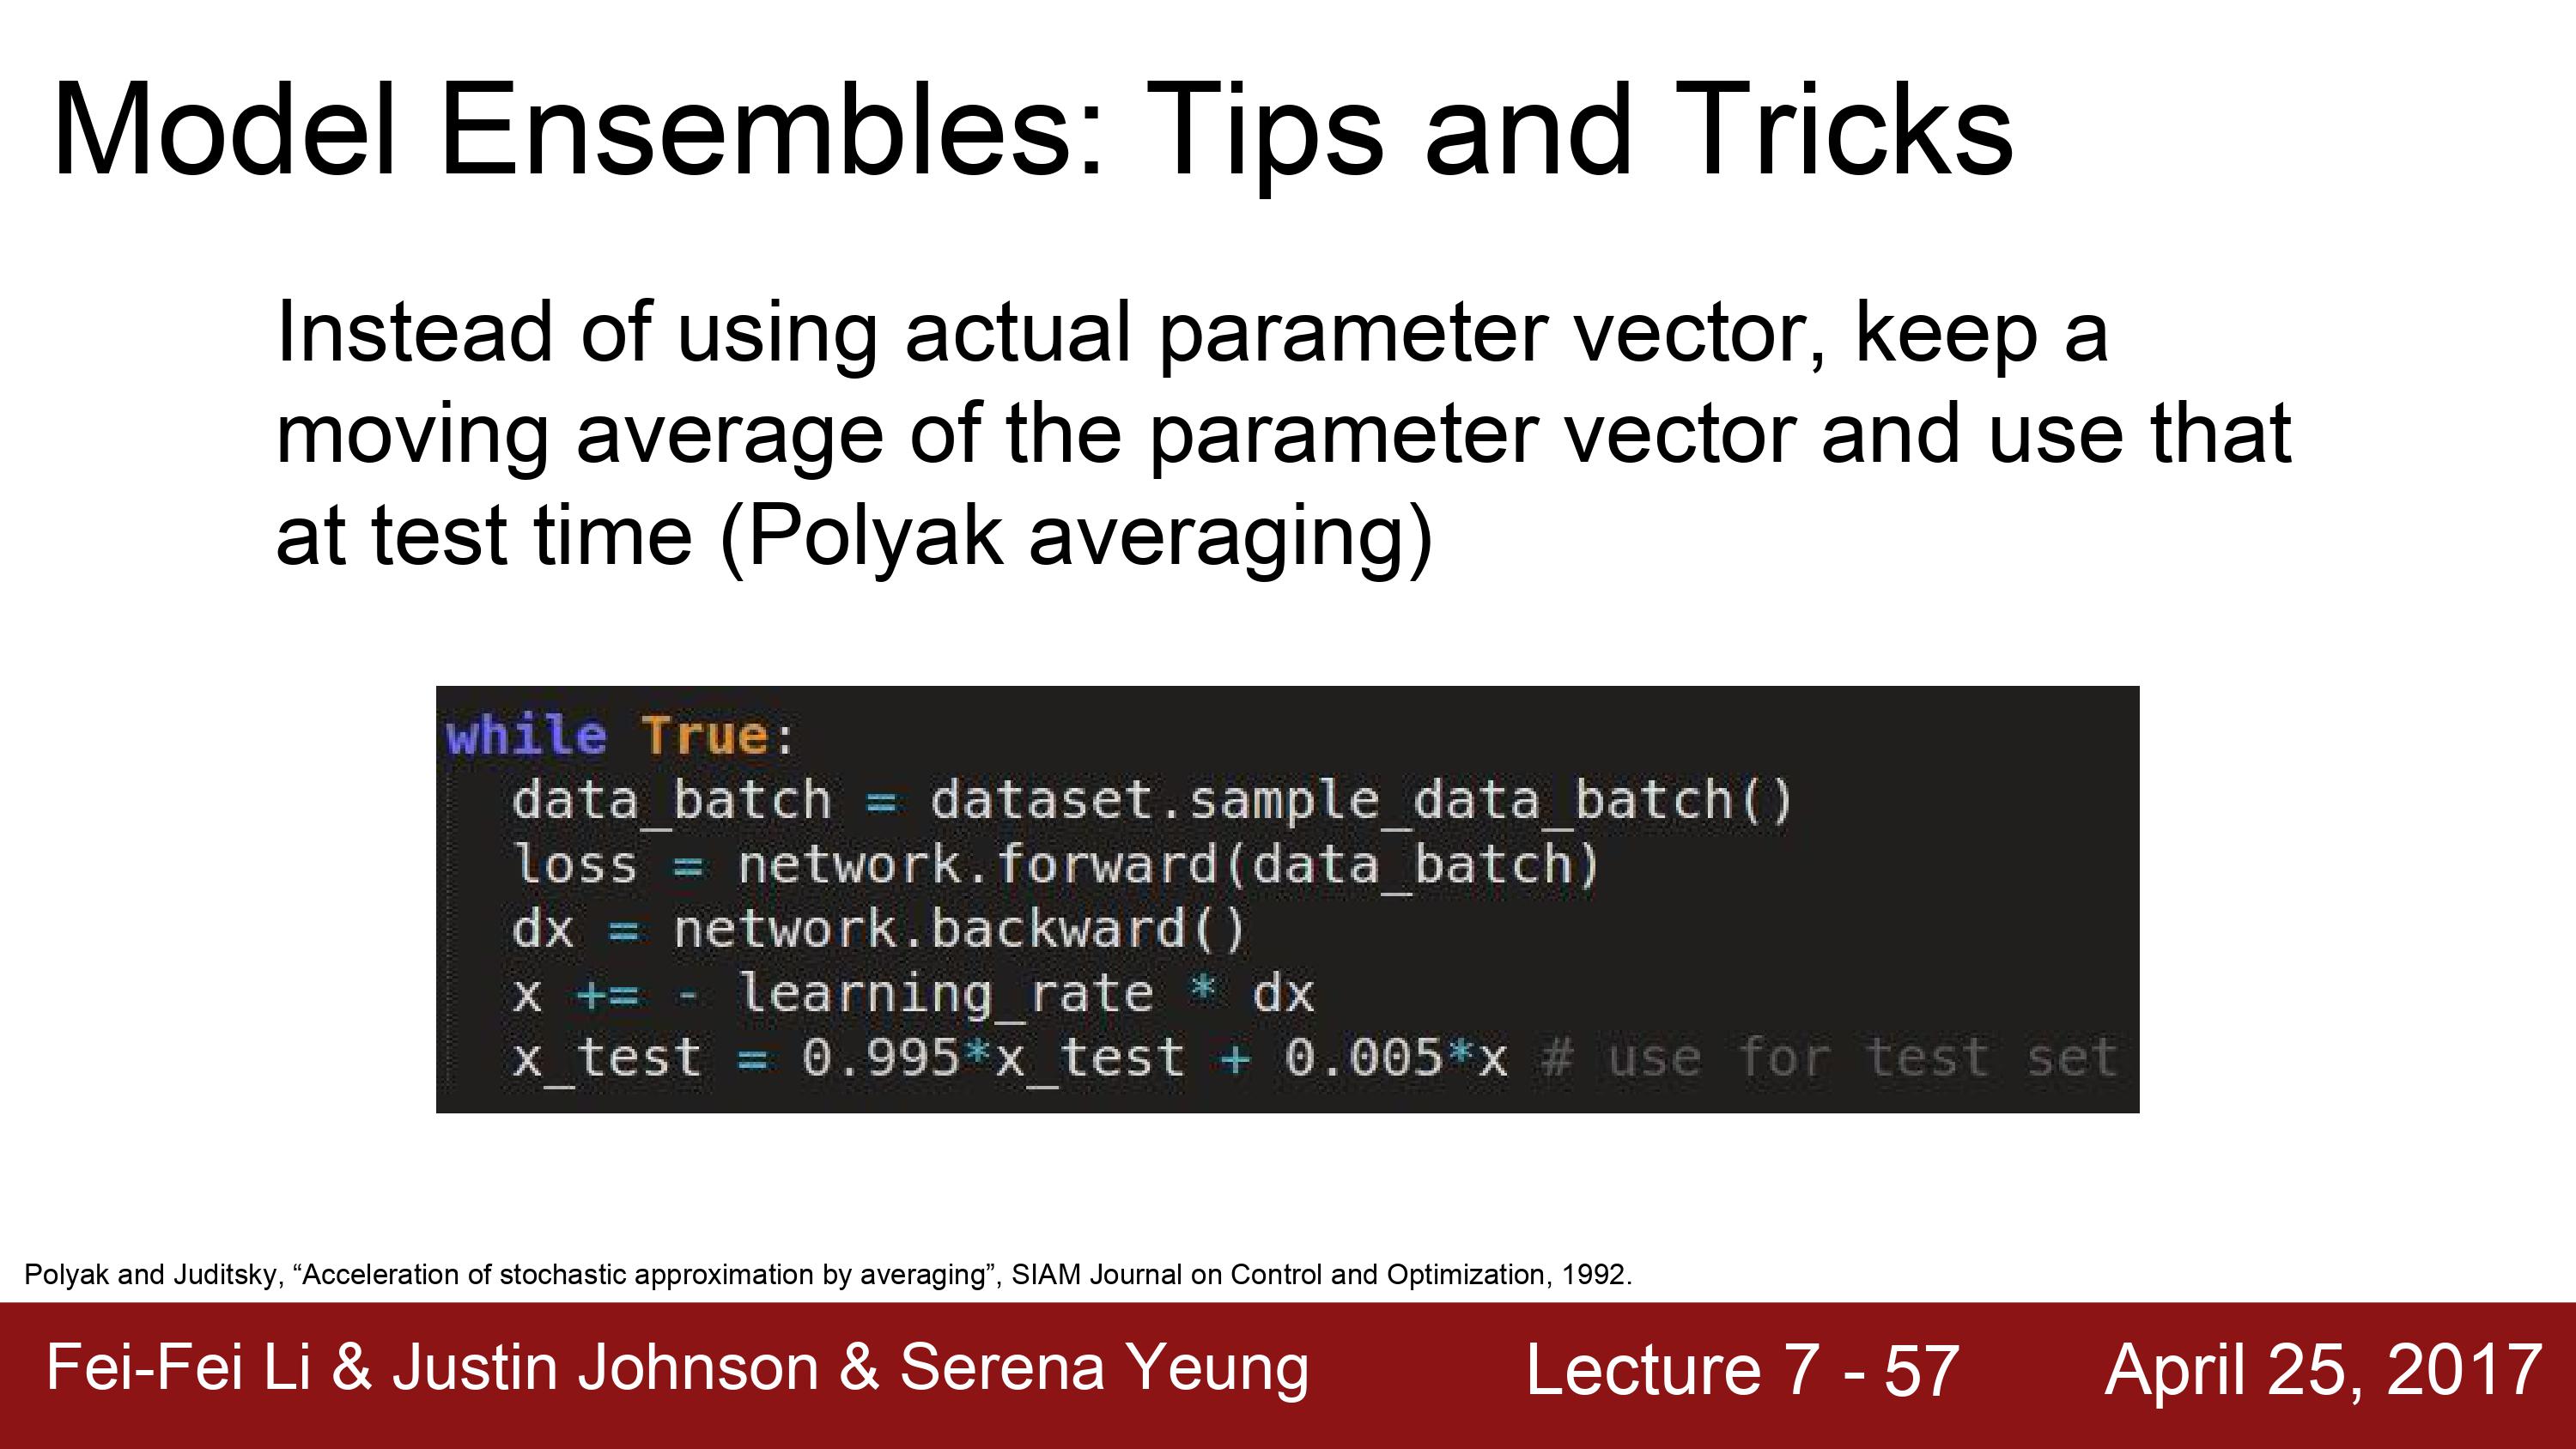 Model Ensembles: Tips and Tricks
Instead of using actual parameter vector, keep a
moving average of the parameter vector and use that
at test time (Polyak averaging)
while True:
data_batch = dataset.sample_data_batch()
loss = network.forward(data_batch)
dx = network.backward()
x += - learning_rate * dx
x_test = 0.995*x_test + 0.005*x # use for test set
Polyak and Juditsky, “Acceleration of stochastic approximation by averaging”, SIAM Journal on Control and Optimization, 1992.
Fei-Fei Li & Justin Johnson & Serena Yeung Lecture 7 - 57 April 25, 2017